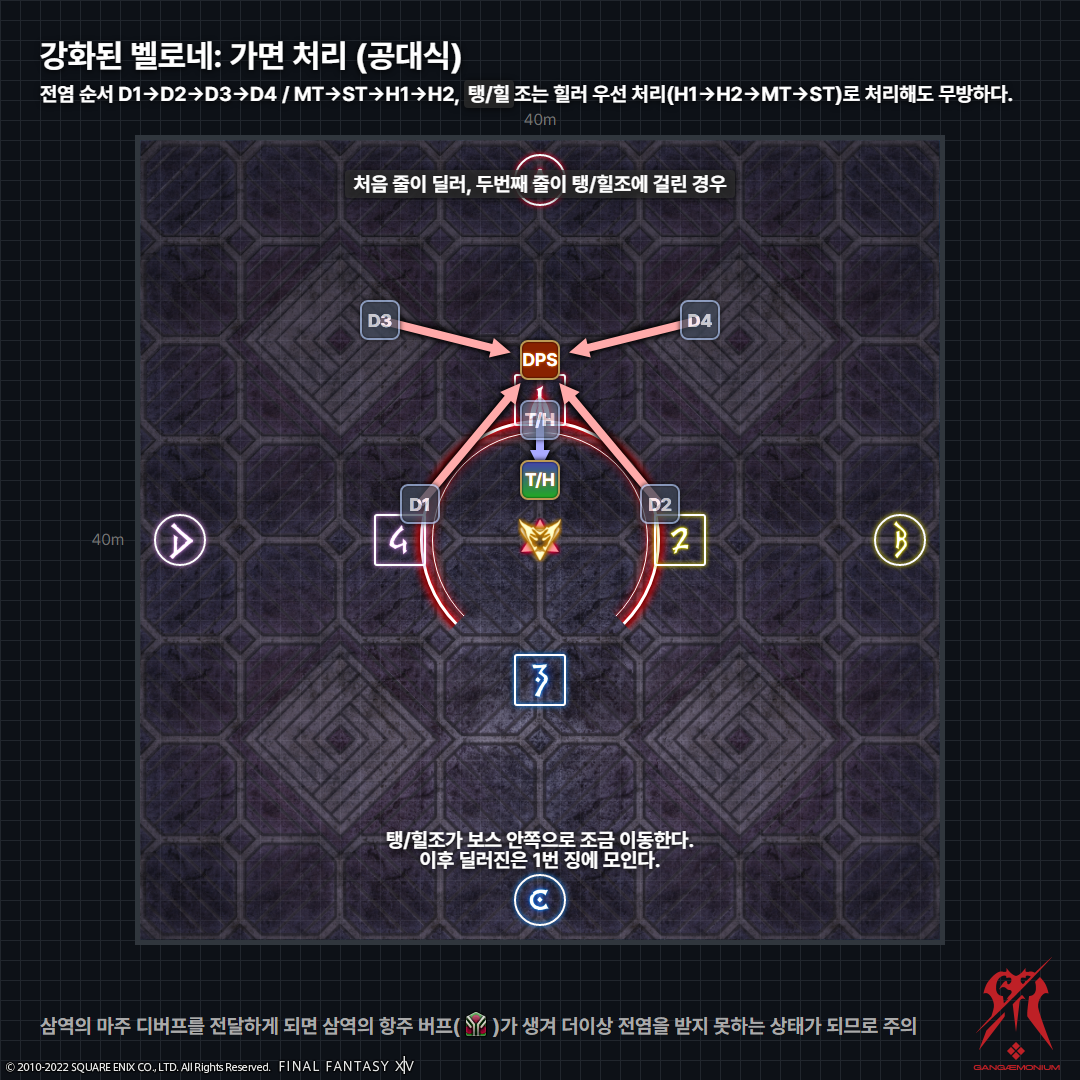 강화된 벨로네: 가면 처리 (공대식)
전염 순서 D1→D2→D3→D4 / MT→ST→H1→H2, 탱/힐 조는 힐러 우선 처리(H1→H2→MT→ST)로 처리해도 무방하다.
40m
처음 줄이 딜러, 두번째 줄이 탱/힐조에 걸린 경우
D3
D4
DPS
T/H
T/H
D1
D2
40m
D
4
2
B
3
탱/힐조가 보스 안쪽으로 조금 이동한다.
이후 딜러진은 1번 징에 모인다.
C
삼역의 마주 디버프를 전달하게 되면 삼역의 항주 버프( )가 생겨 더이상 전염을 받지 못하는 상태가 되므로 주의
GANGÆMONIUM
© 2010-2022 SQUARE ENIX CO., LTD. All Rights Reserved. FINAL FANTASY XIV